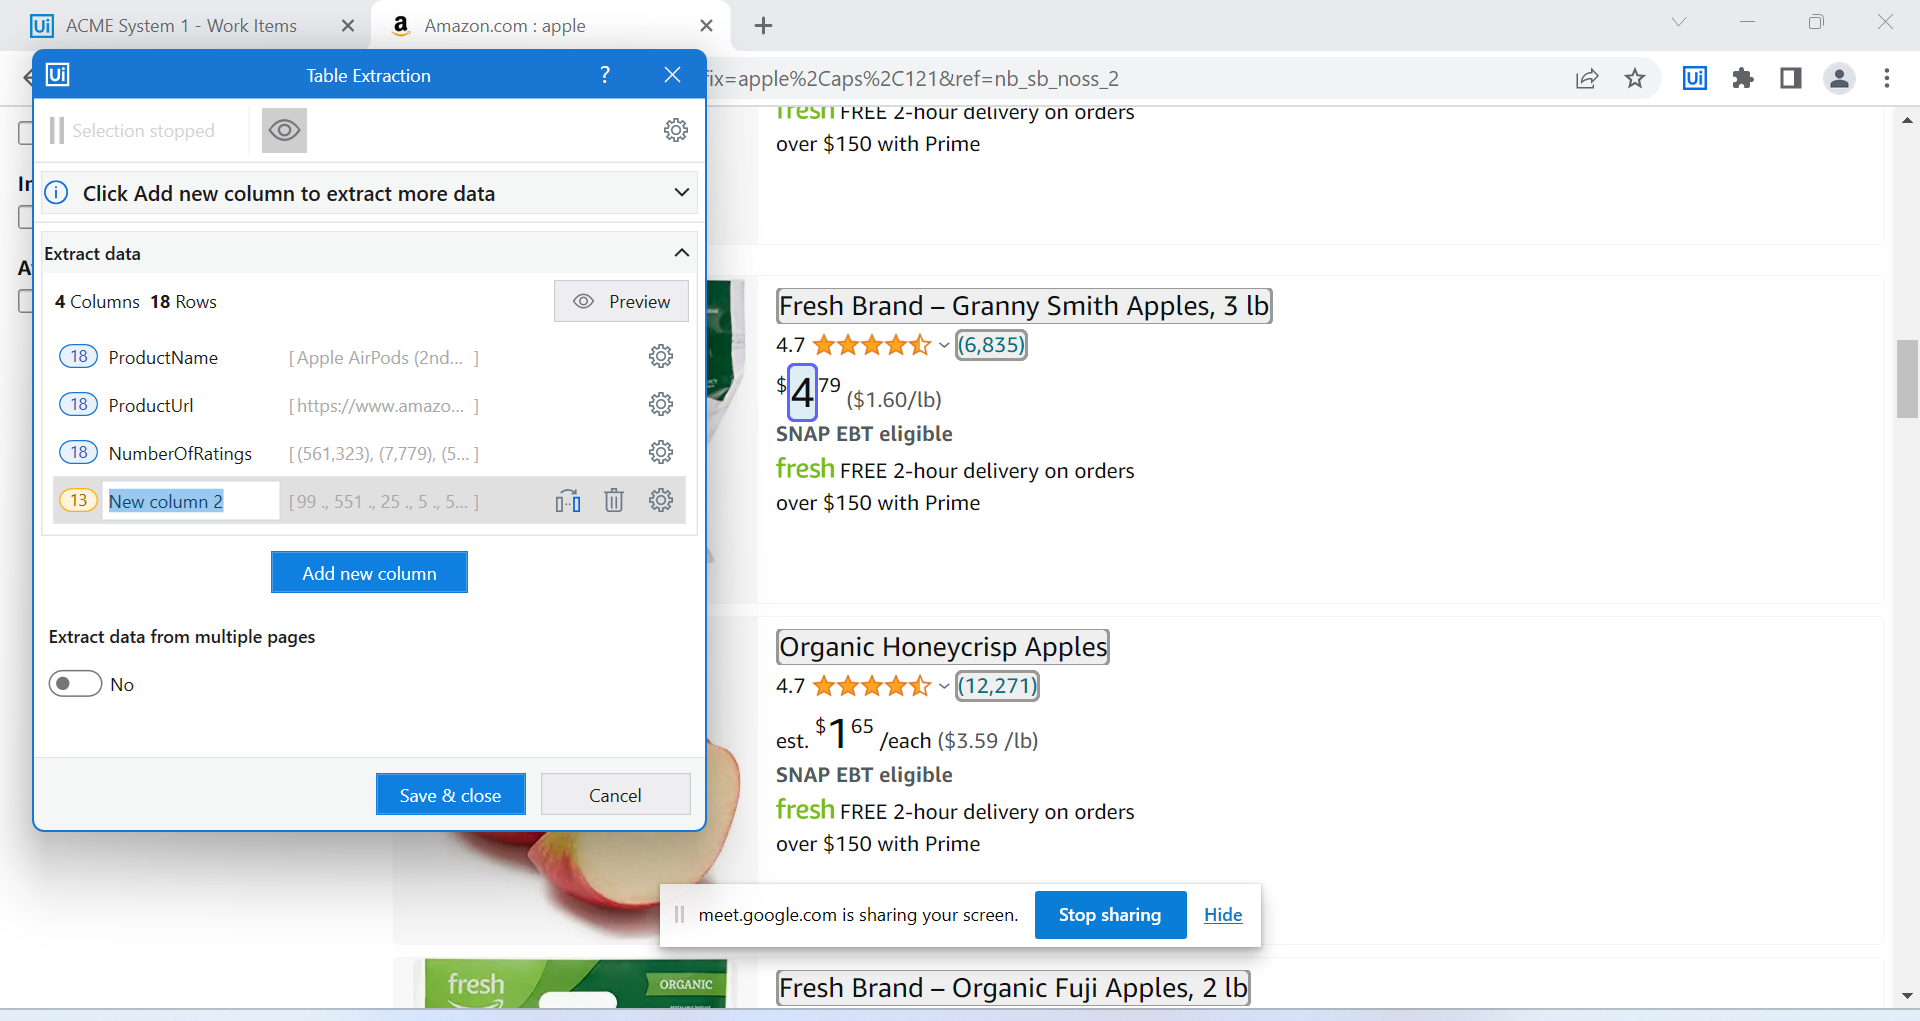 ACME System 1 - Work Items
Amazon.com : apple
Table Extraction
?
fix=apple%2Caps%2C121&ref=nb_sb_noss_2
Selection stopped
Click Add new column to extract more data
Extract data
4 Columns 18 Rows
Preview
18 ProductName [ Apple AirPods (2nd... ]
18 ProductUrl [ https://www.amazo... ]
18 NumberOfRatings [ (561,323), (7,779), (5... ]
13 New column 2 [ 99 ., 551 ., 25 ., 5 ., 5... ]
Add new column
Extract data from multiple pages
No
Save & close
Cancel
fresh FREE 2-hour delivery on orders
over $150 with Prime
Fresh Brand – Granny Smith Apples, 3 lb
4.7 (6,835)
$4 79 ($1.60/lb)
SNAP EBT eligible
fresh FREE 2-hour delivery on orders
over $150 with Prime
Organic Honeycrisp Apples
4.7 (12,271)
est. $1 65 /each ($3.59 /lb)
SNAP EBT eligible
fresh FREE 2-hour delivery on orders
over $150 with Prime
meet.google.com is sharing your screen.
Stop sharing
Hide
fresh
ORGANIC
Fresh Brand – Organic Fuji Apples, 2 lb